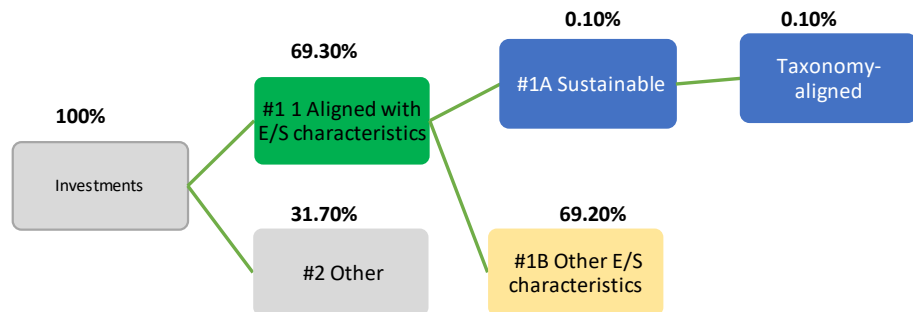 0.10%
0.10%
69.30%
#1A Sustainable
Taxonomy-
aligned
#1 1 Aligned with
E/S characteristics
100%
Investments
31.70%
69.20%
#2 Other
#1B Other E/S
characteristics